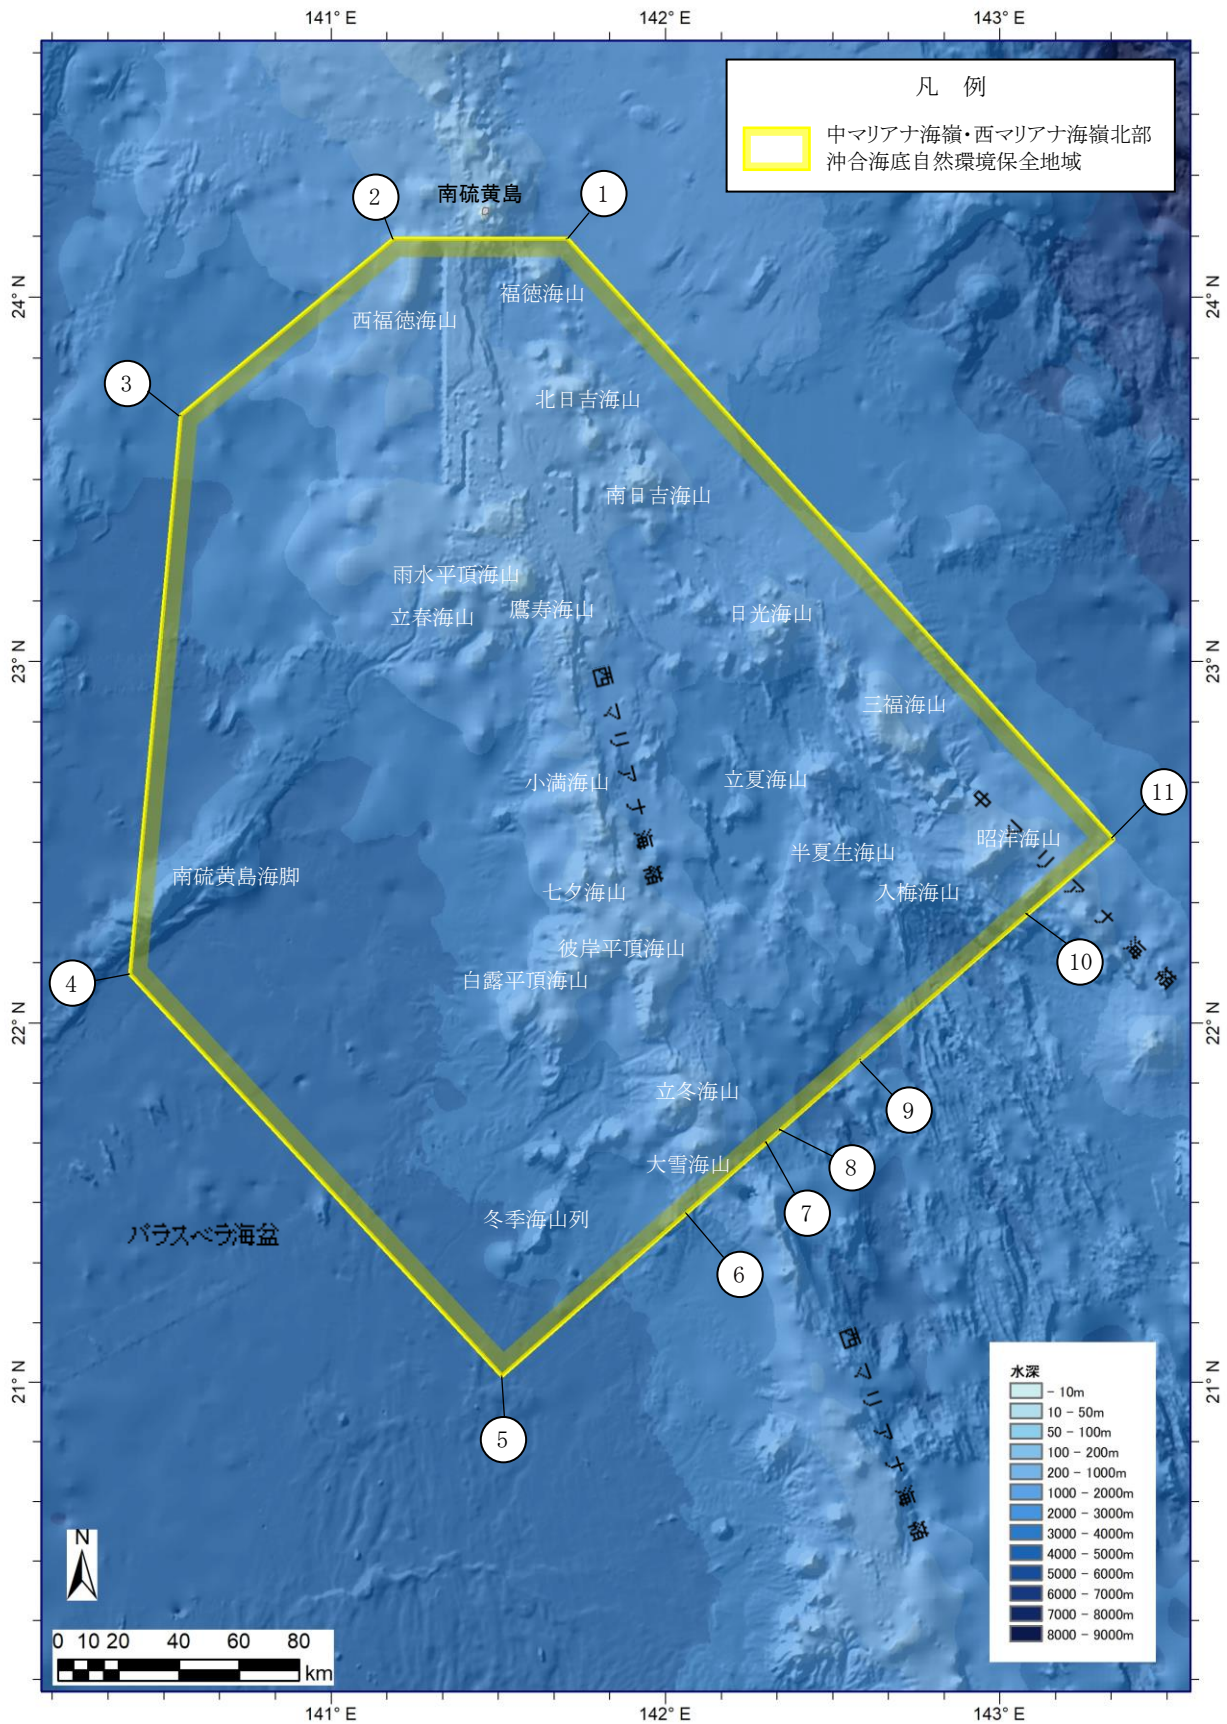 141° E
142° E
143° E
凡 例
中マリアナ海嶺・西マリアナ海嶺北部
沖合海底自然環境保全地域
南硫黄島
1
2
24° N
24° N
福徳海山
西福徳海山
3
北日吉海山
南日吉海山
雨水平頂海山
立春海山
鷹寿海山
日光海山
23° N
23° N
西マリアナ海嶺
三福海山
小満海山
立夏海山
11
中マリアナ海嶺
昭洋海山
半夏生海山
南硫黄島海脚
七夕海山
入梅海山
彼岸平頂海山
10
白露平頂海山
4
22° N
22° N
立冬海山
9
8
大雪海山
7
冬季海山列
パラスベラ海盆
6
西マリアナ海嶺
21° N
21° N
5
水深
- 10m
10 - 50m
50 - 100m
100 - 200m
200 - 1000m
1000 - 2000m
2000 - 3000m
3000 - 4000m
4000 - 5000m
5000 - 6000m
6000 - 7000m
7000 - 8000m
8000 - 9000m
N
0 10 20 40 60 80
km
141° E
142° E
143° E